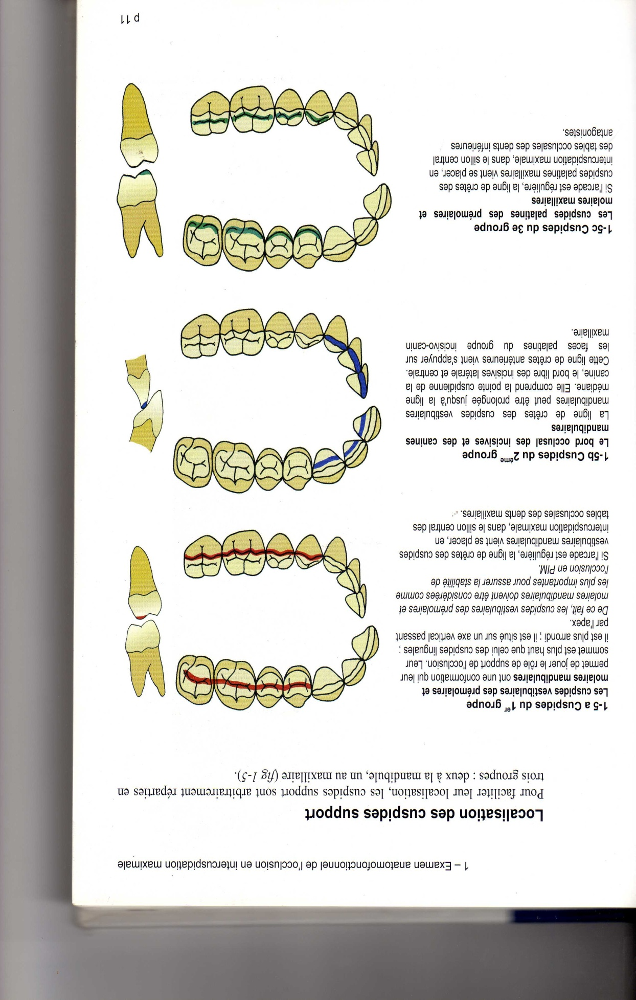 1 – Examen anatomofonctionnel de l'occlusion en intercuspidation maximale
Localisation des cuspides support
Pour faciliter leur localisation, les cuspides support sont arbitrairement réparties en
trois groupes : deux à la mandibule, un au maxillaire (fig 1-5).
1-5 a Cuspides du 1er groupe
Les cuspides vestibulaires des prémolaires et
molaires mandibulaires ont une conformation qui leur
permet de jouer le rôle de support de l'occlusion. Leur
sommet est plus haut que celui des cuspides linguales ;
il est plus arrondi ; il est situé sur un axe vertical passant
par l'apex.
De ce fait, les cuspides vestibulaires des prémolaires et
molaires mandibulaires doivent être considérées comme
les plus importantes pour assurer la stabilité de
l'occlusion en PIM.
Si l'arcade est régulière, la ligne de crêtes des cuspides
vestibulaires mandibulaires vient se placer, en
intercuspidation maximale, dans le sillon central des
tables occlusales des dents maxillaires.
1-5b Cuspides du 2ème groupe
Le bord occlusal des incisives et des canines
mandibulaires
La ligne de crêtes des cuspides vestibulaires
mandibulaires peut être prolongée jusqu'à la ligne
médiane. Elle comprend la pointe cuspidienne de la
canine, le bord libre des incisives latérale et centrale.
Cette ligne de crêtes antérieures vient s'appuyer sur
les faces palatines du groupe incisivo-canin
maxillaire.
1-5c Cuspides du 3e groupe
Les cuspides palatines des prémolaires et
molaires maxillaires
Si l'arcade est régulière, la ligne de crêtes des
cuspides palatines maxillaires vient se placer, en
intercuspidation maximale, dans le sillon central
des tables occlusales des dents inférieures
antagonistes.
p 11